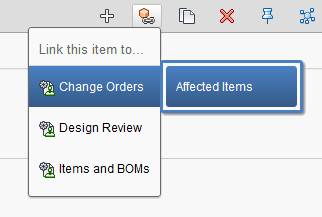 Link this item to...
Change Orders
Affected Items
Design Review
Items and BOMs